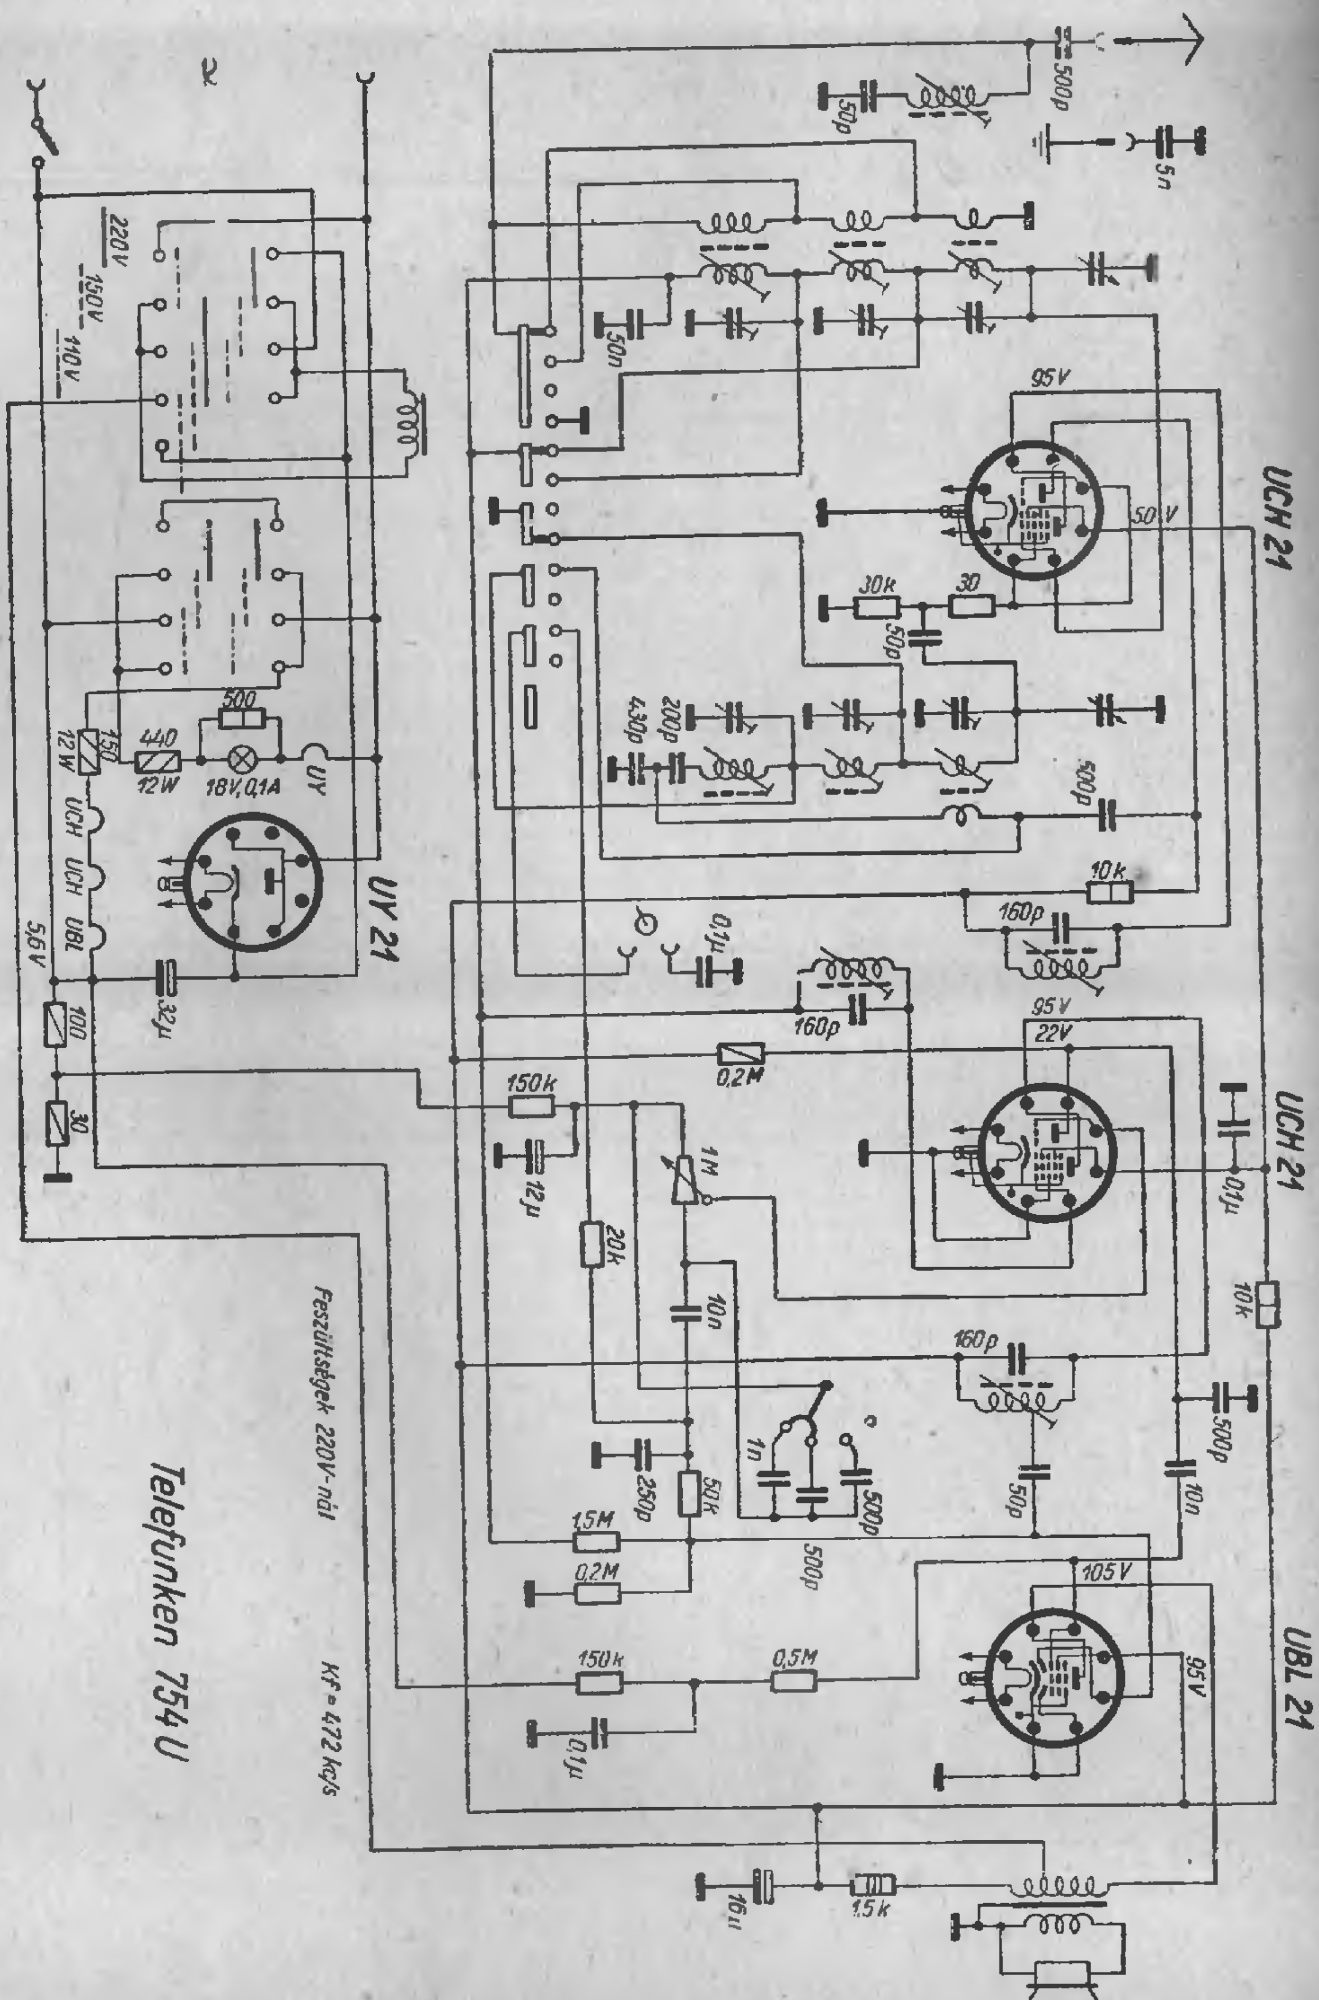 UCH 21
UCH 21
UBL 21
500p
5n
50p
50n
95V
50V
30k
30
50p
200p
430p
500p
10k
160p
0,1µ
160p
95V
22V
0,2M
0,1µ
10k
150k
12µ
1M
20k
10n
160p
500p
10n
50p
1n
500p
500p
250p
50k
1,5M
0,2M
105V
95V
150k
0,5M
0,1µ
16µ
1,5k
220V
150V
110V
500
150
12W
440
12W
18V, 0,1A
UY
UCH
UCH
UBL
UY 21
5,6V
32µ
100
30
Feszültségek 220V-nál
Kf = 472 kc/s
Telefunken 754 U